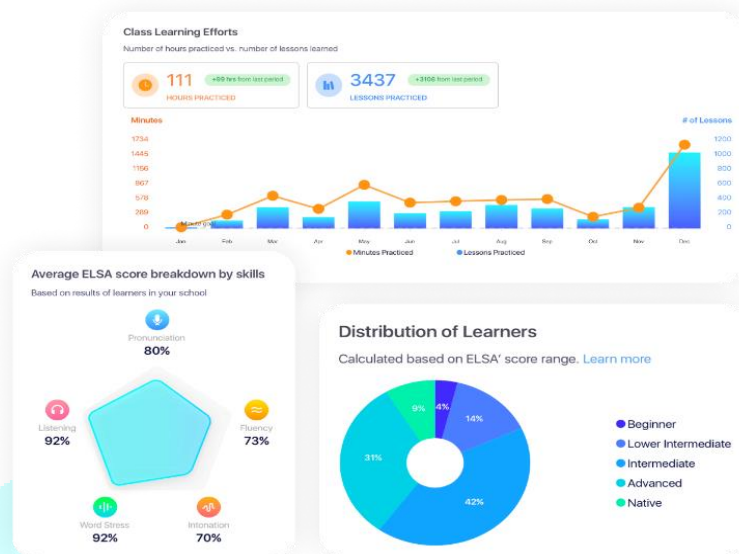 Class Learning Efforts
Number of hours practiced vs. number of lessons learned
111 +99 hrs from last period
HOURS PRACTICED
3437 +3108 from last period
LESSONS PRACTICED
Minutes # of Lessons
1734 1200
1445 1000
1156 800
867 600
578 400
289 200
0 0
Jan Feb Mar Apr May Jun Jul Aug Sep Oct Nov Dec
Minutes Practiced Lessons Practiced
Average ELSA score breakdown by skills
Based on results of learners in your school
Pronunciation
80%
Listening
92%
Fluency
73%
Word Stress
92%
Intonation
70%
Distribution of Learners
Calculated based on ELSA' score range. Learn more
4%
14%
42%
31%
9%
Beginner
Lower Intermediate
Intermediate
Advanced
Native